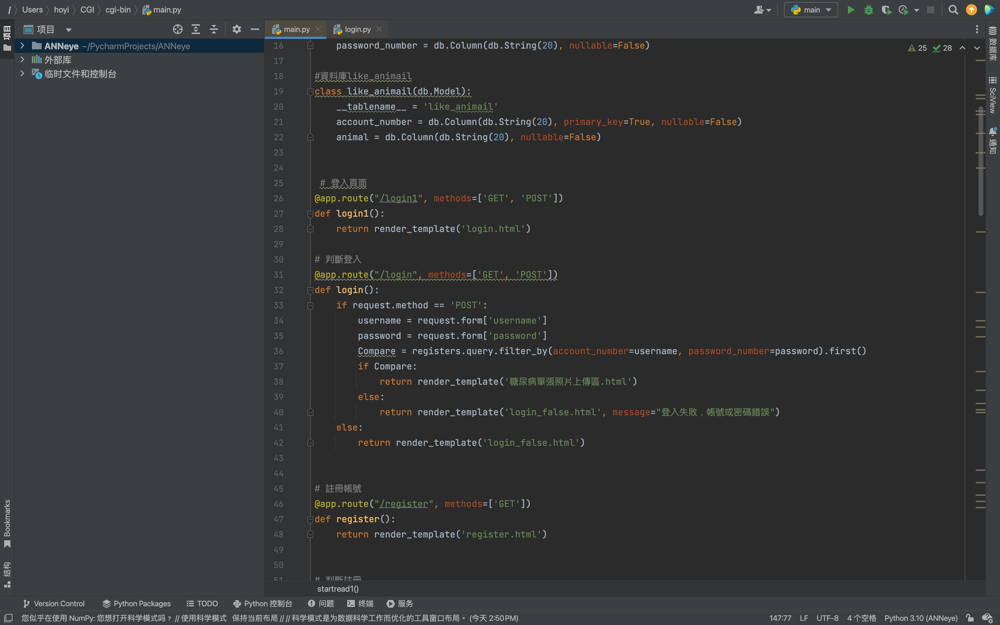 / Users hoyi CGI cgi-bin main.py
main
项目
项目
main.py
login.py
ANNeye ~/PycharmProjects/ANNeye
外部库
临时文件和控制台
25 28
数据库
SciView
通知
16 password_number = db.Column(db.String(20), nullable=False)
17
18 #資料庫like_animail
19 class like_animail(db.Model):
20 __tablename__ = 'like_animail'
21 account_number = db.Column(db.String(20), primary_key=True, nullable=False)
22 animal = db.Column(db.String(20), nullable=False)
23
24
25 # 登入頁面
26 @app.route("/login1", methods=['GET', 'POST'])
27 def login1():
28 return render_template('login.html')
29
30 # 判斷登入
31 @app.route("/login", methods=['GET', 'POST'])
32 def login():
33 if request.method == 'POST':
34 username = request.form['username']
35 password = request.form['password']
36 Compare = registers.query.filter_by(account_number=username, password_number=password).first()
37 if Compare:
38 return render_template('糖尿病單張照片上傳區.html')
39 else:
40 return render_template('login_false.html', message="登入失敗，帳號或密碼錯誤")
41 else:
42 return render_template('login_false.html')
43
44
45 # 註冊帳號
46 @app.route("/register", methods=['GET'])
47 def register():
48 return render_template('register.html')
49
50
51 # 判斷註冊
startread1()
Bookmarks
结构
Version Control Python Packages TODO Python 控制台 问题 终端 服务
您似乎在使用 NumPy: 您想打开科学模式吗？ // 使用科学模式 保持当前布局 // // 科学模式是为数据科学工作而优化的工具窗口布局。 (今天 2:50 PM)
147:77 LF UTF-8 4 个空格 Python 3.10 (ANNeye)